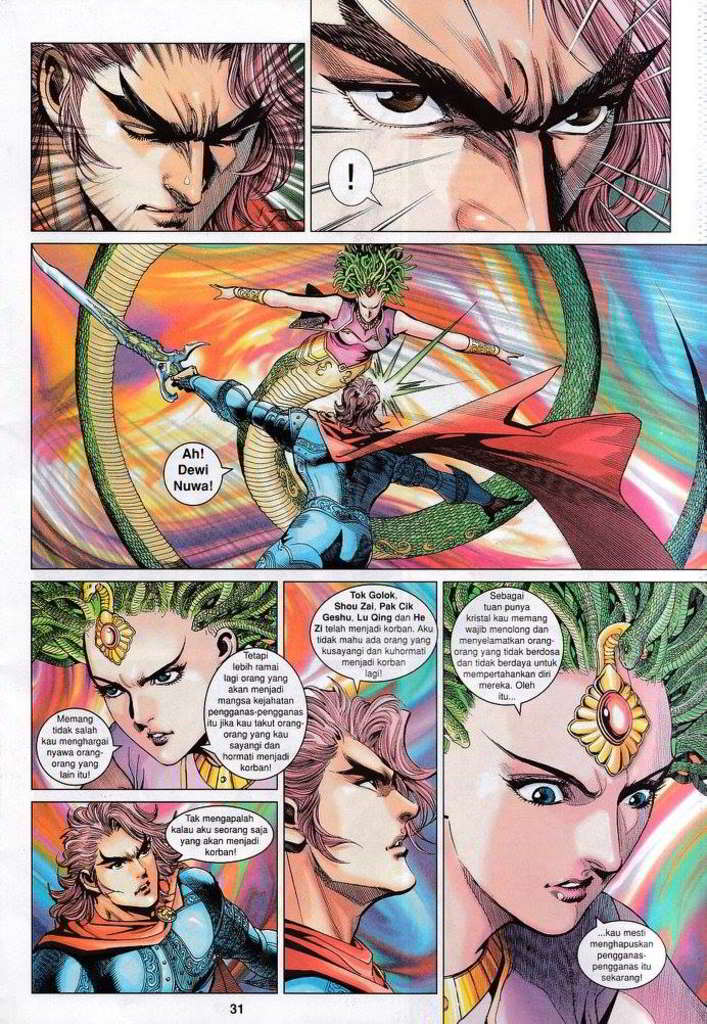 !
Ah!
Dewi
Nuwa!
Memang
tidak salah
kau menghargai
nyawa orang-
orang yang
lain itu!
Tetapi
lebih ramai
lagi orang yang
akan menjadi
mangsa kejahatan
pengganas-pengganas
itu jika kau takut orang-
orang yang kau
sayangi dan
hormati menjadi
korban!
Tak mengapalah
kalau aku seorang saja
yang akan menjadi
korban!
Tok Golok,
Shou Zai, Pak Cik
Geshu, Lu Qing dan He
Zi telah menjadi korban. Aku
tidak mahu ada orang yang
kusayangi dan kuhormati
menjadi korban
lagi!
Sebagai
tuan punya
kristal kau memang
wajib menolong dan
menyelamatkan orang-
orang yang tidak berdosa
dan tidak berdaya untuk
mempertahankan diri
mereka. Oleh
itu...
...kau mesti
menghapuskan
pengganas-
pengganas itu
sekarang!
31